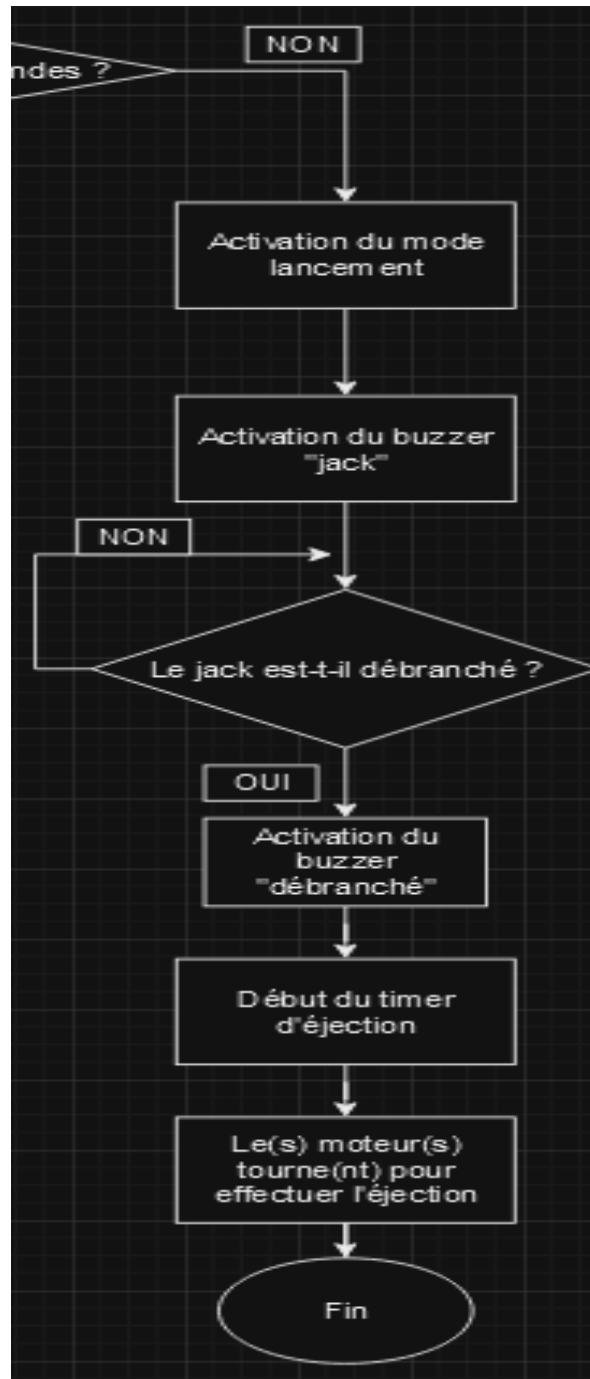 NON
ndes ?
Activation du mode
lancement
Activation du buzzer
"jack"
NON
Le jack est-t-il débranché ?
OUI
Activation du
buzzer
"débranché"
Début du timer
d'éjection
Le(s) moteur(s)
tourne(nt) pour
effectuer l'éjection
Fin